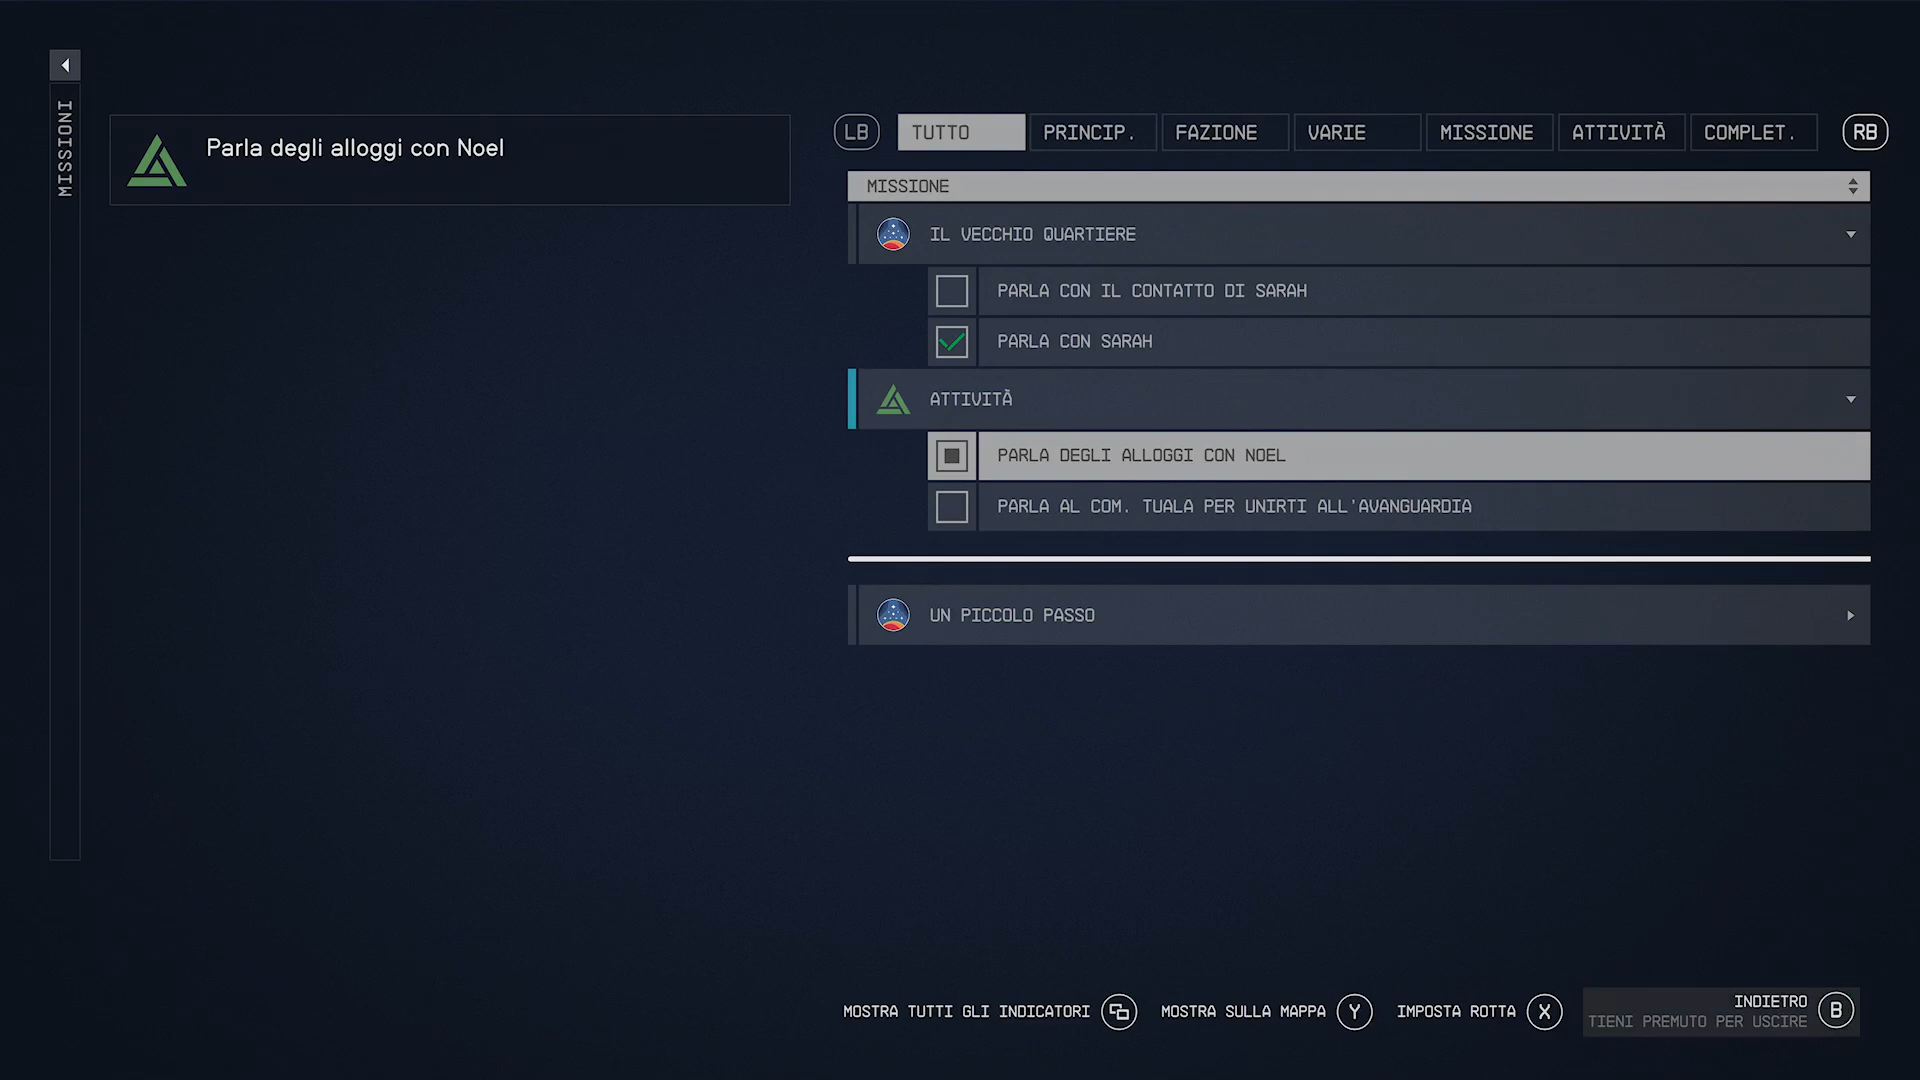 MISSIONI
Parla degli alloggi con Noel
LB TUTTO PRINCIP. FAZIONE VARIE MISSIONE ATTIVITÀ COMPLET. RB
MISSIONE
IL VECCHIO QUARTIERE
PARLA CON IL CONTATTO DI SARAH
PARLA CON SARAH
ATTIVITÀ
PARLA DEGLI ALLOGGI CON NOEL
PARLA AL COM. TUALA PER UNIRTI ALL'AVANGUARDIA
UN PICCOLO PASSO
MOSTRA TUTTI GLI INDICATORI MOSTRA SULLA MAPPA Y IMPOSTA ROTTA X INDIETRO B
TIENI PREMUTO PER USCIRE